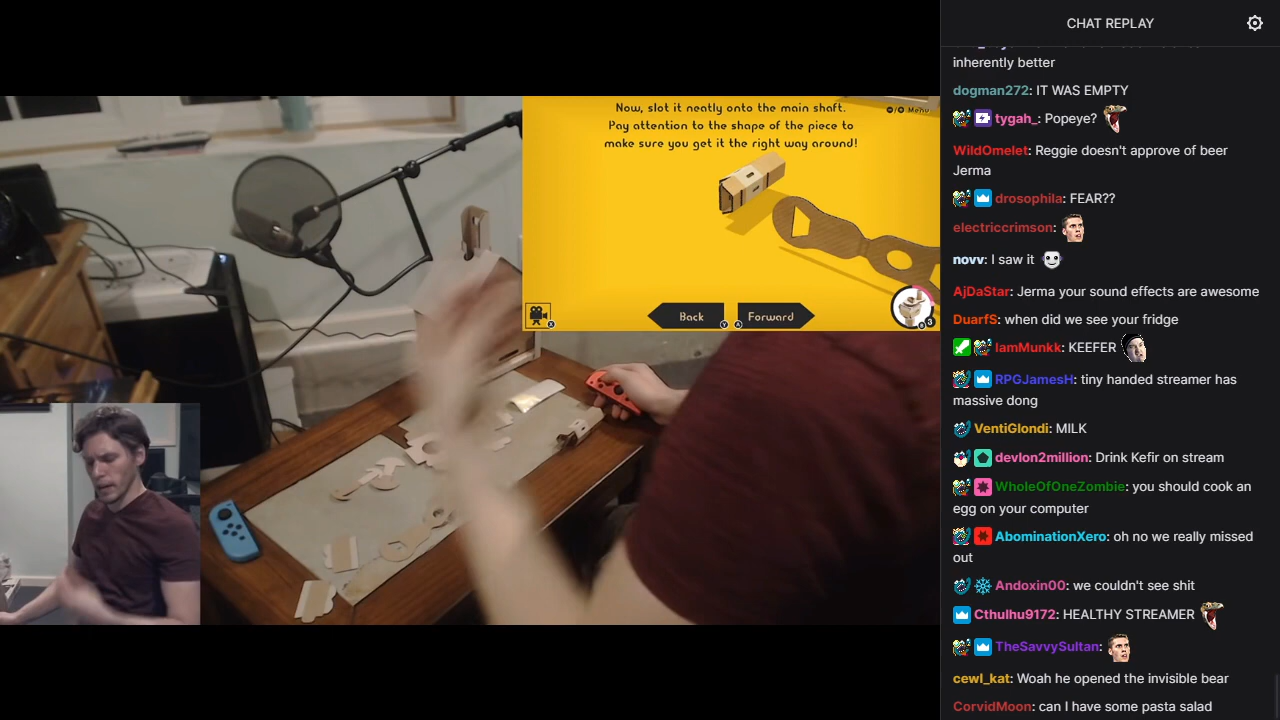 Now, slot it neatly onto the main shaft.
Pay attention to the shape of the piece to
make sure you get it the right way around!
Menu
Back
Forward
X
Y
A
3
CHAT REPLAY
inherently better
dogman272: IT WAS EMPTY
tygah_: Popeye?
WildOmelet: Reggie doesn't approve of beer
Jerma
drosophila: FEAR??
electriccrimson:
novv: I saw it
AjDaStar: Jerma your sound effects are awesome
DuarfS: when did we see your fridge
IamMunkk: KEEFER
RPGJamesH: tiny handed streamer has
massive dong
VentiGlondi: MILK
devlon2million: Drink Kefir on stream
WholeOfOneZombie: you should cook an
egg on your computer
AbominationXero: oh no we really missed
out
Andoxin00: we couldn't see shit
Cthulhu9172: HEALTHY STREAMER
TheSavvySultan:
cewl_kat: Woah he opened the invisible bear
CorvidMoon: can I have some pasta salad